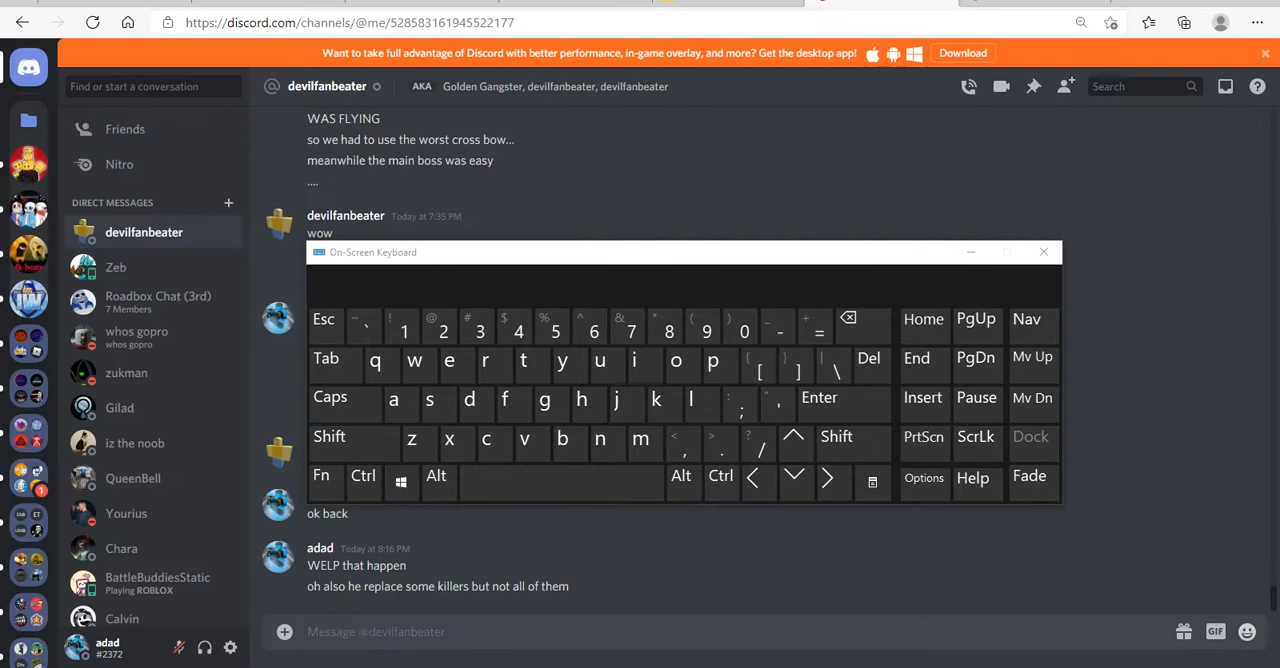 https://discord.com/channels/@me/528583161945522177
Want to take full advantage of Discord with better performance, in-game overlay, and more? Get the desktop app! Download
Find or start a conversation
@ devilfanbeater AKA Golden Gangster, devilfanbeater, devilfanbeater
Search
Friends
Nitro
DIRECT MESSAGES +
devilfanbeater
Zeb
Roadbox Chat (3rd)
7 Members
whos gopro
whos gopro
zukman
Gilad
iz the noob
QueenBell
Yourius
Chara
BattleBuddiesStatic
Playing ROBLOX
Calvin
adad
#2372
1
WAS FLYING
so we had to use the worst cross bow...
meanwhile the main boss was easy
....
devilfanbeater Today at 7:35 PM
wow
On-Screen Keyboard
Esc ~ ` ! 1 @ 2 # 3 $ 4 % 5 ^ 6 & 7 * 8 ( 9 ) 0 _ - + = Home PgUp Nav
Tab q w e r t y u i o p { [ } ] | \ Del End PgDn Mv Up
Caps a s d f g h j k l : ; " ' Enter Insert Pause Mv Dn
Shift z x c v b n m < , > . ? / Shift PrtScn ScrLk Dock
Fn Ctrl Alt Alt Ctrl Options Help Fade
ok back
adad Today at 8:16 PM
WELP that happen
oh also he replace some killers but not all of them
Message @devilfanbeater
GIF